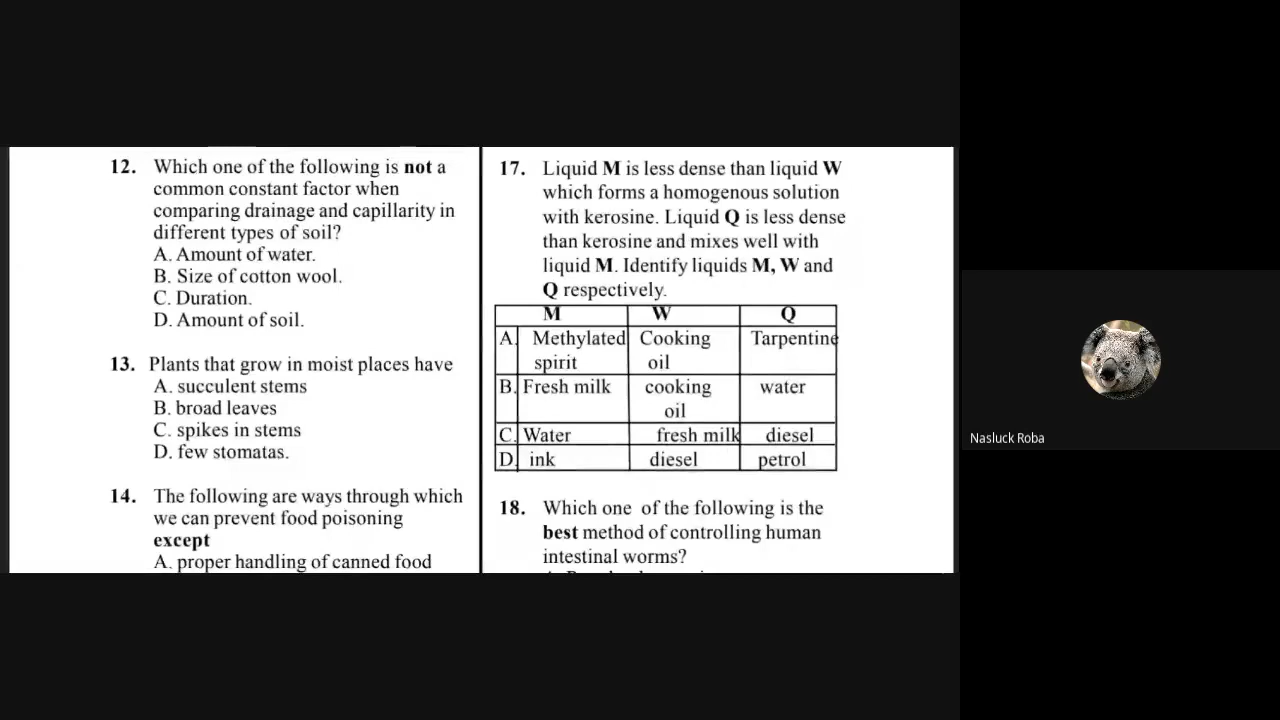 12. Which one of the following is not a
common constant factor when
comparing drainage and capillarity in
different types of soil?
A. Amount of water.
B. Size of cotton wool.
C. Duration.
D. Amount of soil.
13. Plants that grow in moist places have
A. succulent stems
B. broad leaves
C. spikes in stems
D. few stomatas.
14. The following are ways through which
we can prevent food poisoning
except
A. proper handling of canned food
17. Liquid M is less dense than liquid W
which forms a homogenous solution
with kerosine. Liquid Q is less dense
than kerosine and mixes well with
liquid M. Identify liquids M, W and
Q respectively.
M W Q
A. Methylated Cooking Tarpentine
spirit oil
B. Fresh milk cooking water
oil
C. Water fresh milk diesel
D. ink diesel petrol
18. Which one of the following is the
best method of controlling human
intestinal worms?
Nasluck Roba